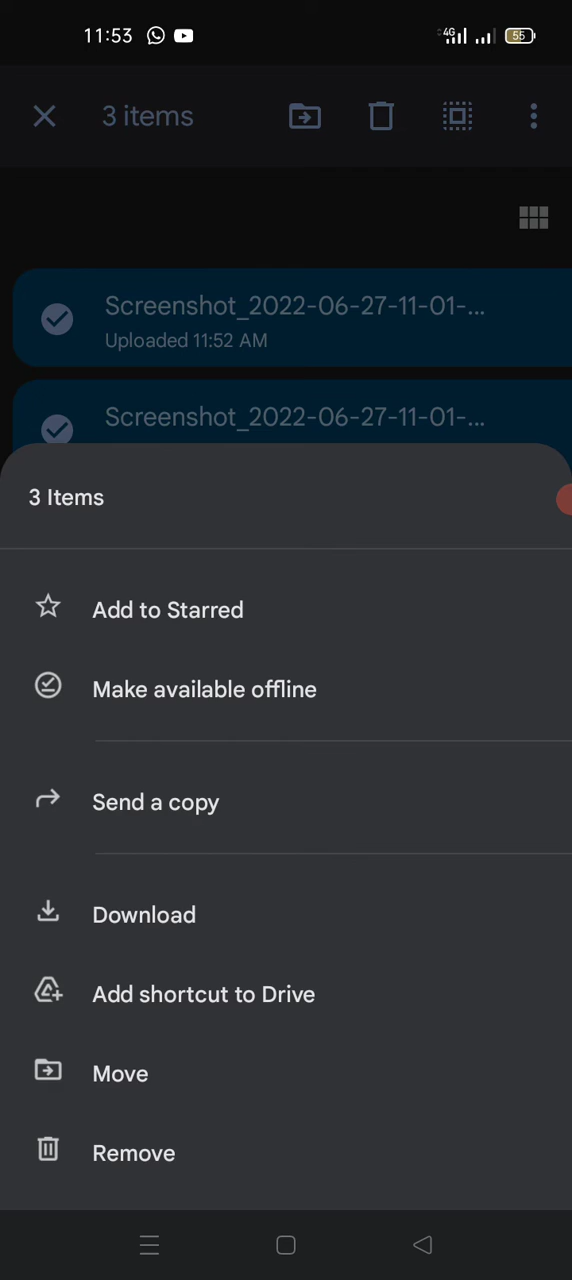 11:53 4G 55
3 items
Screenshot_2022-06-27-11-01-...
Uploaded 11:52 AM
Screenshot_2022-06-27-11-01-...
3 Items
Add to Starred
Make available offline
Send a copy
Download
Add shortcut to Drive
Move
Remove